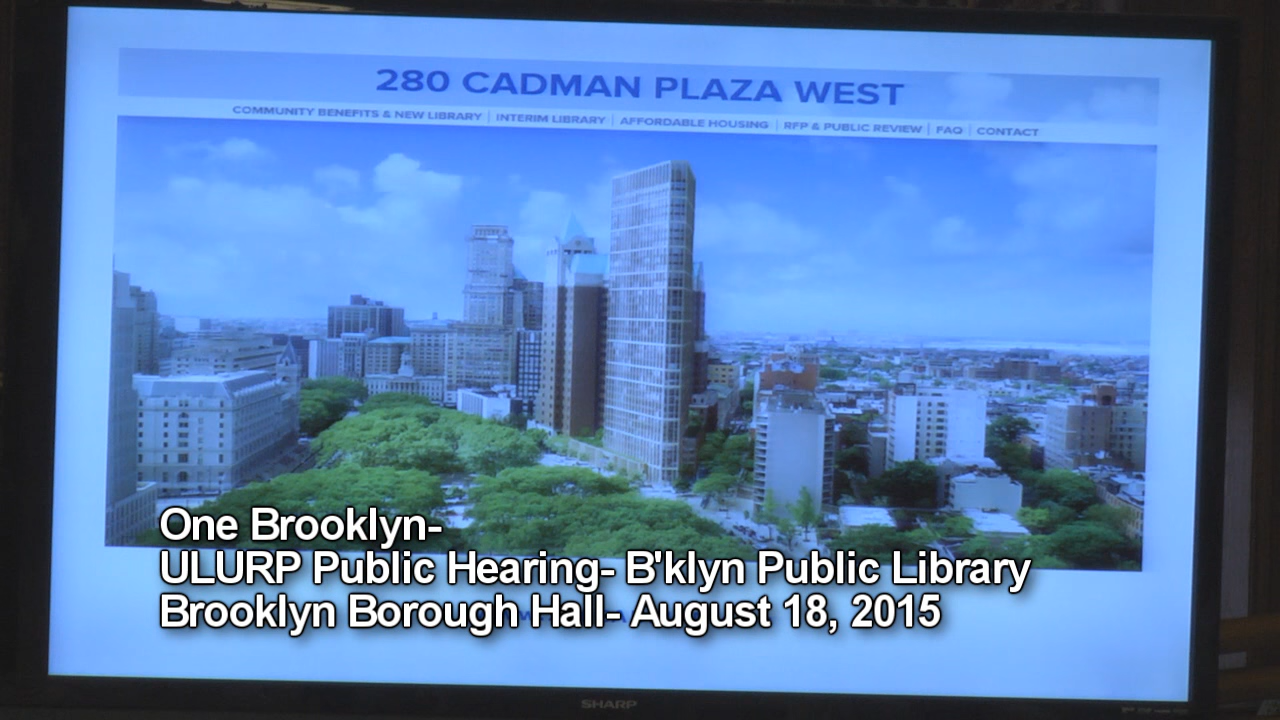 280 CADMAN PLAZA WEST
COMMUNITY BENEFITS & NEW LIBRARY | INTERIM LIBRARY | AFFORDABLE HOUSING | RFP & PUBLIC REVIEW | FAQ | CONTACT
One Brooklyn-
ULURP Public Hearing- B'klyn Public Library
Brooklyn Borough Hall- August 18, 2015
SHARP